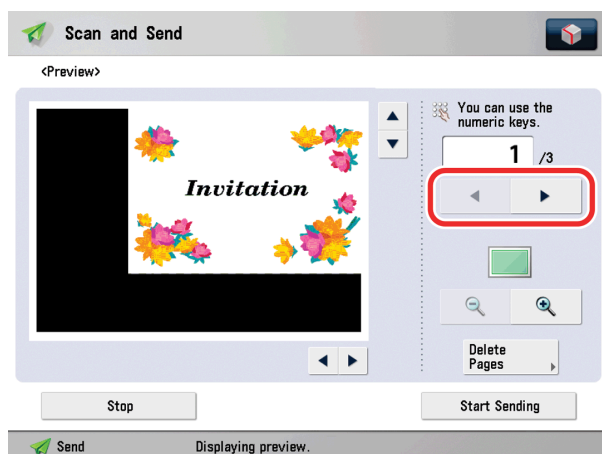 Scan and Send
<Preview>
You can use the
numeric keys.
1 /3
Invitation
Delete
Pages
Stop
Start Sending
Send
Displaying preview.